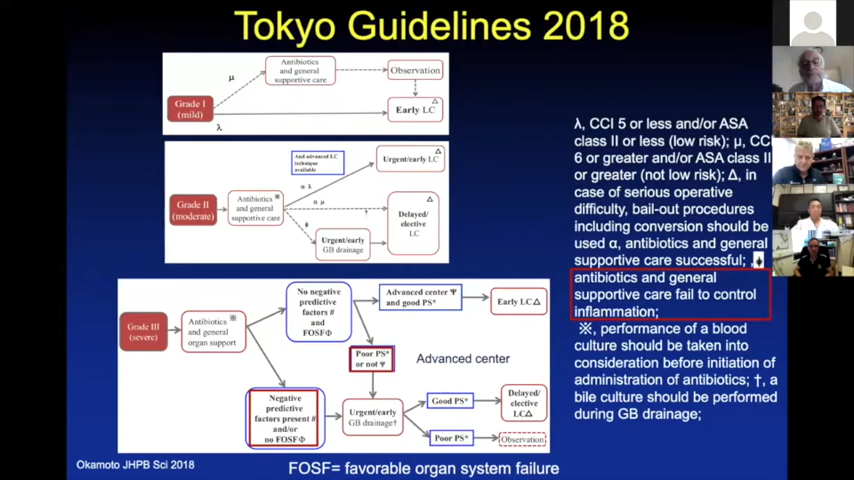 Tokyo Guidelines 2018
Antibiotics
and general
supportive care
μ
Observation
Grade I
(mild)
Early LC △
λ
And advanced LC
technique
available
Urgent/early LC △
α λ
Grade II
(moderate)
Antibiotics ※
and general
supportive care
α μ
†
△
Delayed/
elective
LC
ϕ
Urgent/early
GB drainage
Grade III
(severe)
Antibiotics ※
and general
organ support
No negative
predictive
factors #
and
FOSFΦ
Advanced center Ψ
and good PS*
Early LC△
Poor PS*
or not Ψ
Advanced center
Negative
predictive
factors present #
and/or
no FOSFΦ
Urgent/early
GB drainage†
Good PS*
Delayed/
elective
LC△
Poor PS*
Observation
λ, CCI 5 or less and/or ASA
class II or less (low risk); μ, CCI
6 or greater and/or ASA class II
or greater (not low risk); Δ, in
case of serious operative
difficulty, bail-out procedures
including conversion should be
used α, antibiotics and general
supportive care successful; ϕ
antibiotics and general
supportive care fail to control
inflammation;
※, performance of a blood
culture should be taken into
consideration before initiation of
administration of antibiotics; †, a
bile culture should be performed
during GB drainage;
Okamoto JHPB Sci 2018
FOSF= favorable organ system failure